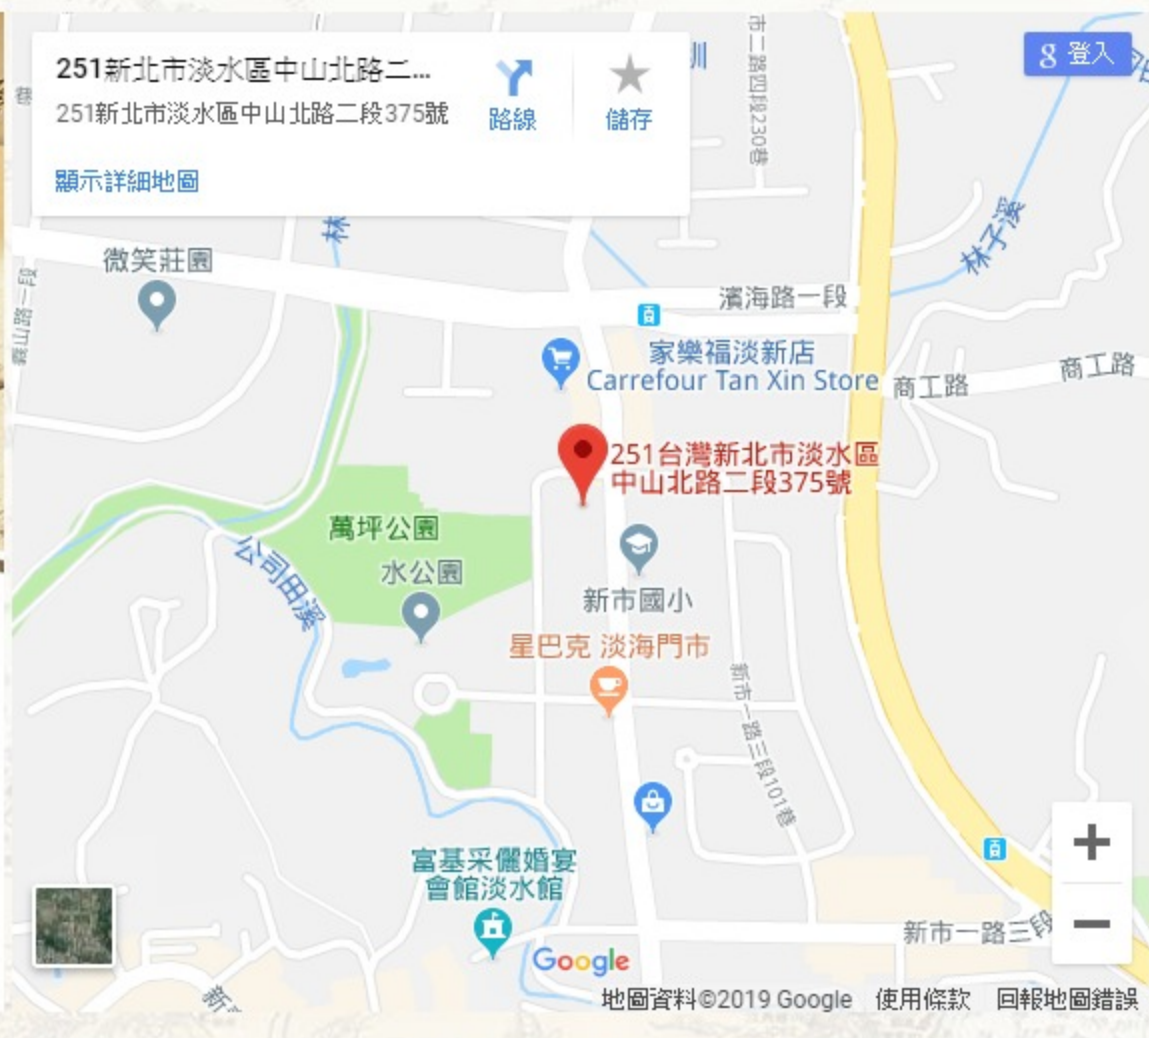 251新北市淡水區中山北路二...
251新北市淡水區中山北路二段375號
路線
儲存
顯示詳細地圖
登入
市二路四段230巷
巷
林
林子溪
微笑莊園
義山路一段
濱海路一段
家樂福淡新店
Carrefour Tan Xin Store
商工路
商工路
251台灣新北市淡水區
中山北路二段375號
萬坪公園
水公園
公司田溪
新市國小
星巴克 淡海門市
新市一路三段101巷
富基采儷婚宴
會館淡水館
新市一路三段
Google
地圖資料©2019 Google
使用條款
回報地圖錯誤